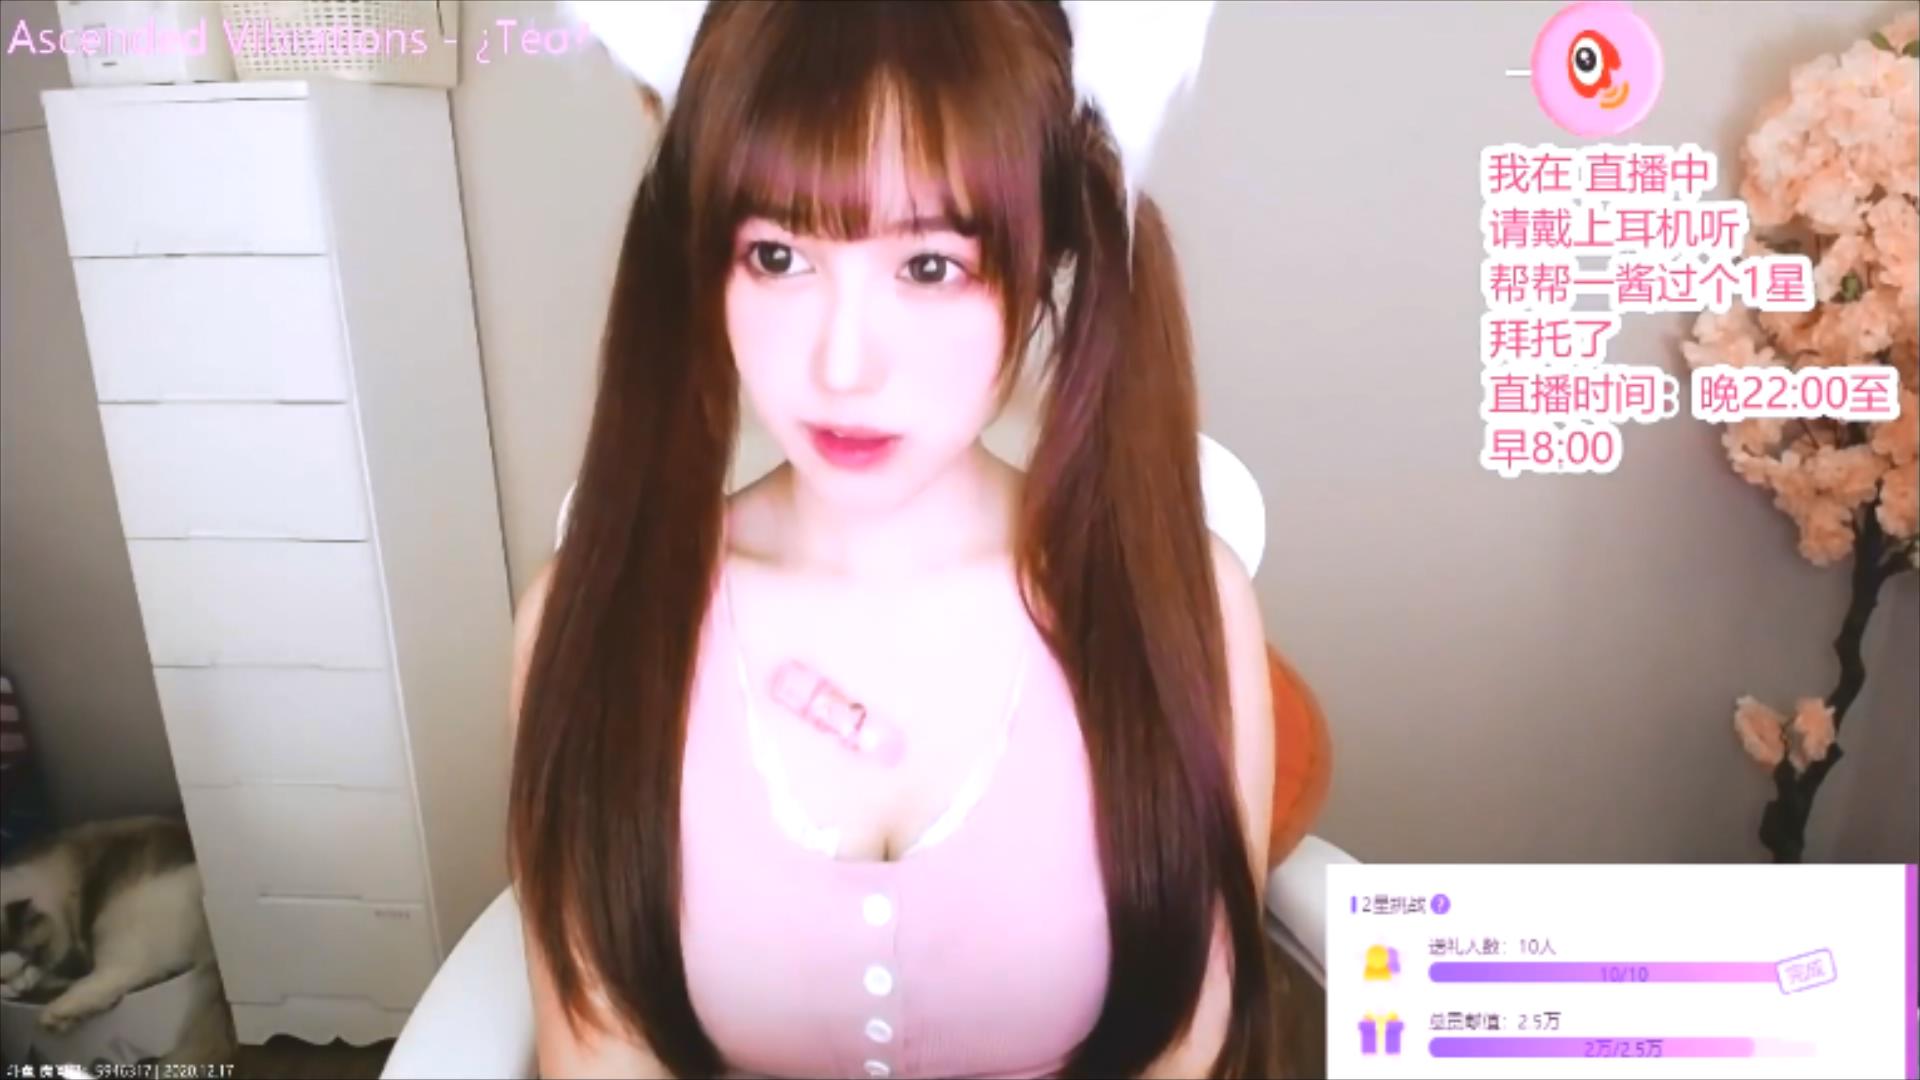 Ascended Vibrations - ¿Téa?
我在 直播中
请戴上耳机听
帮帮一酱过个1星
拜托了
直播时间：晚22:00至
早8:00
2星挑战 ?
送礼人数：10人
10/10
完成
总贡献值：2.5万
2万/2.5万
5946317 | 2020.12.17